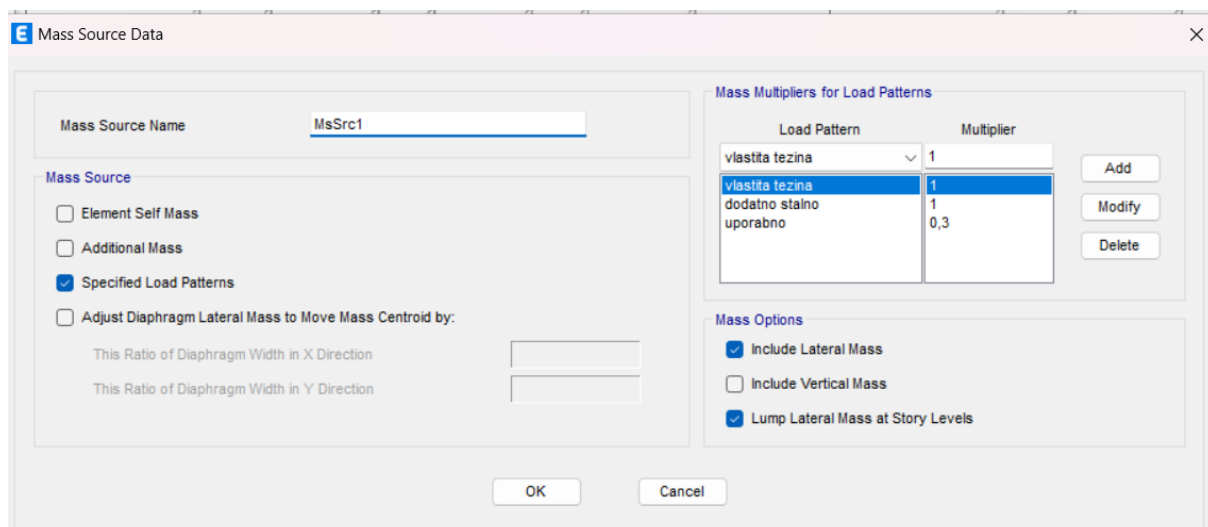 E Mass Source Data
Mass Source Name MsSrc1
Mass Source
Element Self Mass
Additional Mass
Specified Load Patterns
Adjust Diaphragm Lateral Mass to Move Mass Centroid by:
This Ratio of Diaphragm Width in X Direction
This Ratio of Diaphragm Width in Y Direction
Mass Multipliers for Load Patterns
Load Pattern Multiplier
vlastita tezina 1
Add
vlastita tezina 1
dodatno stalno 1
uporabno 0,3
Modify
Delete
Mass Options
Include Lateral Mass
Include Vertical Mass
Lump Lateral Mass at Story Levels
OK Cancel